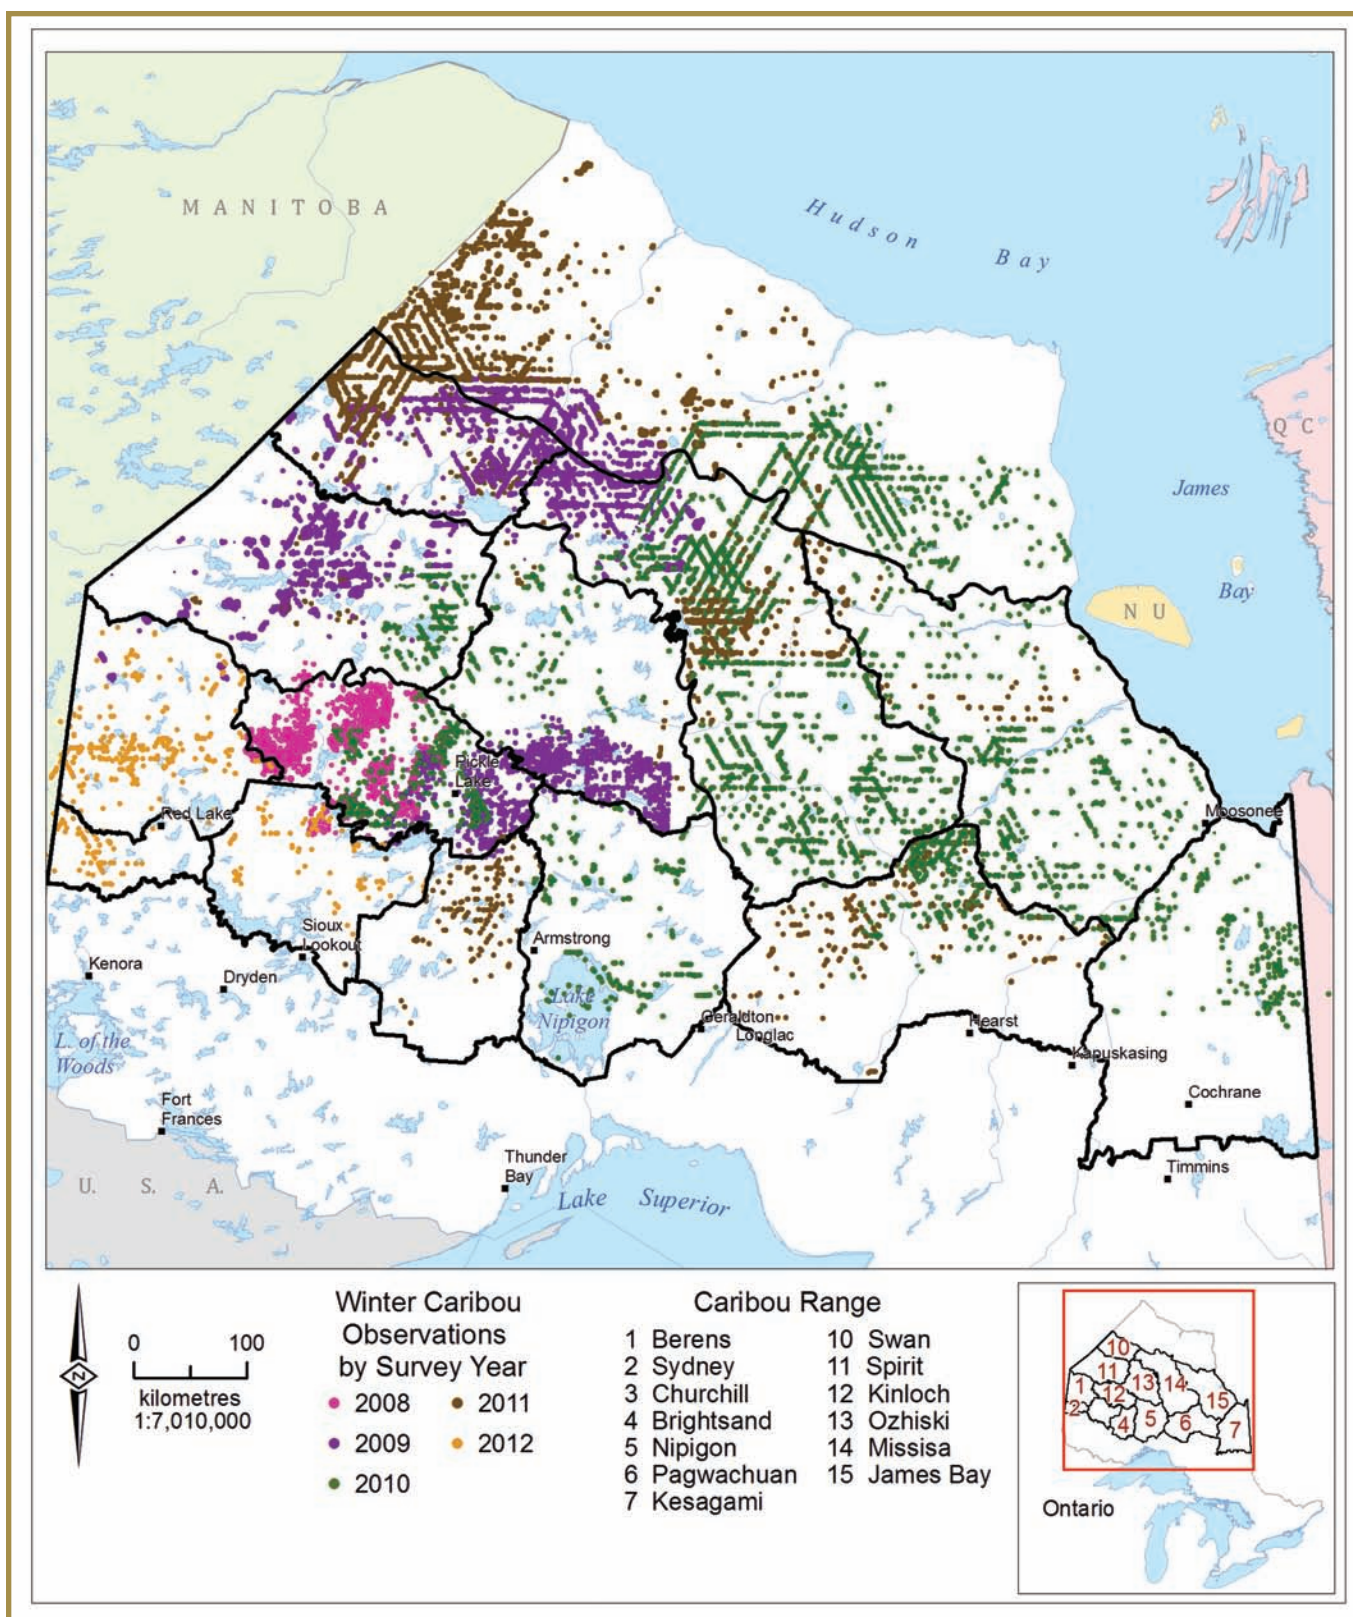 MANITOBA
Hudson Bay
Q C
James
Bay
N U
Pickle
Lake
Red Lake
Moosonee
Sioux
Lookout
Armstrong
Kenora
Dryden
Lake
Nipigon
Geraldton
Longlac
Hearst
L. of the
Woods
Kapuskasing
Cochrane
Fort
Frances
Thunder
Bay
Timmins
U. S. A.
Lake Superior
N
0 100
kilometres
1:7,010,000
Winter Caribou
Observations
by Survey Year
2008
2009
2010
2011
2012
Caribou Range
1 Berens
2 Sydney
3 Churchill
4 Brightsand
5 Nipigon
6 Pagwachuan
7 Kesagami
10 Swan
11 Spirit
12 Kinloch
13 Ozhiski
14 Missisa
15 James Bay
10
11
1
12
13
14
15
2
4
5
6
7
Ontario